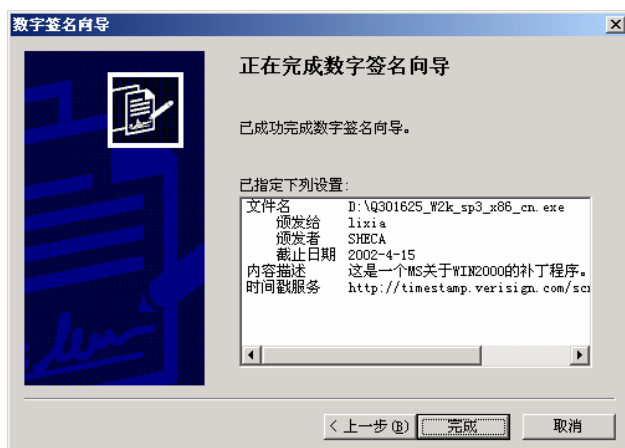 数字签名向导
正在完成数字签名向导
已成功完成数字签名向导。
已指定下列设置:
文件名 D:\Q301625_W2k_sp3_x86_cn.exe
颁发给 lixia
颁发者 SHECA
截止日期 2002-4-15
内容描述 这是一个MS关于WIN2000的补丁程序。
时间戳服务 http://timestamp.verisign.com/scr
< 上一步(B) 完成 取消